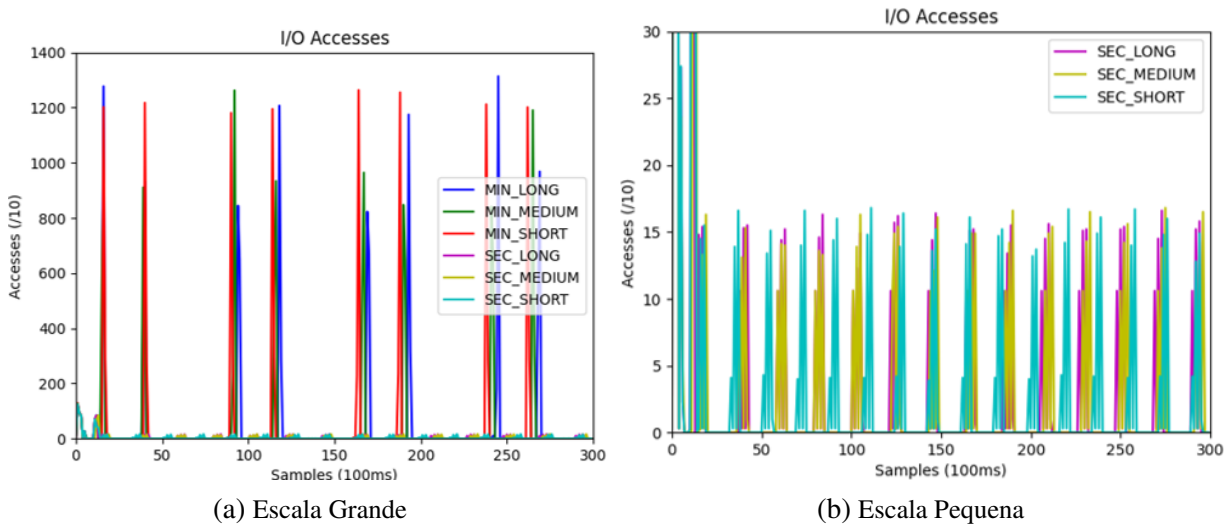 I/O Accesses
1400
1200
1000
800
600
400
200
0
Accesses (/10)
MIN_LONG
MIN_MEDIUM
MIN_SHORT
SEC_LONG
SEC_MEDIUM
SEC_SHORT
0 50 100 150 200 250 300
Samples (100ms)
(a) Escala Grande
I/O Accesses
30
25
20
15
10
5
0
Accesses (/10)
SEC_LONG
SEC_MEDIUM
SEC_SHORT
0 50 100 150 200 250 300
Samples (100ms)
(b) Escala Pequena